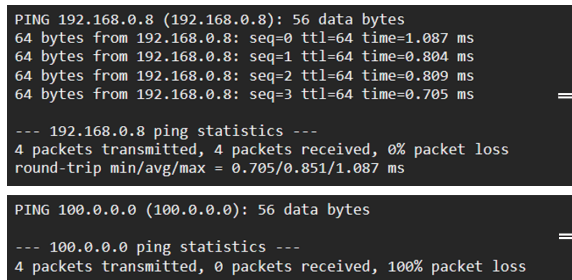 PING 192.168.0.8 (192.168.0.8): 56 data bytes
64 bytes from 192.168.0.8: seq=0 ttl=64 time=1.087 ms
64 bytes from 192.168.0.8: seq=1 ttl=64 time=0.804 ms
64 bytes from 192.168.0.8: seq=2 ttl=64 time=0.809 ms
64 bytes from 192.168.0.8: seq=3 ttl=64 time=0.705 ms
--- 192.168.0.8 ping statistics ---
4 packets transmitted, 4 packets received, 0% packet loss
round-trip min/avg/max = 0.705/0.851/1.087 ms
PING 100.0.0.0 (100.0.0.0): 56 data bytes
--- 100.0.0.0 ping statistics ---
4 packets transmitted, 0 packets received, 100% packet loss